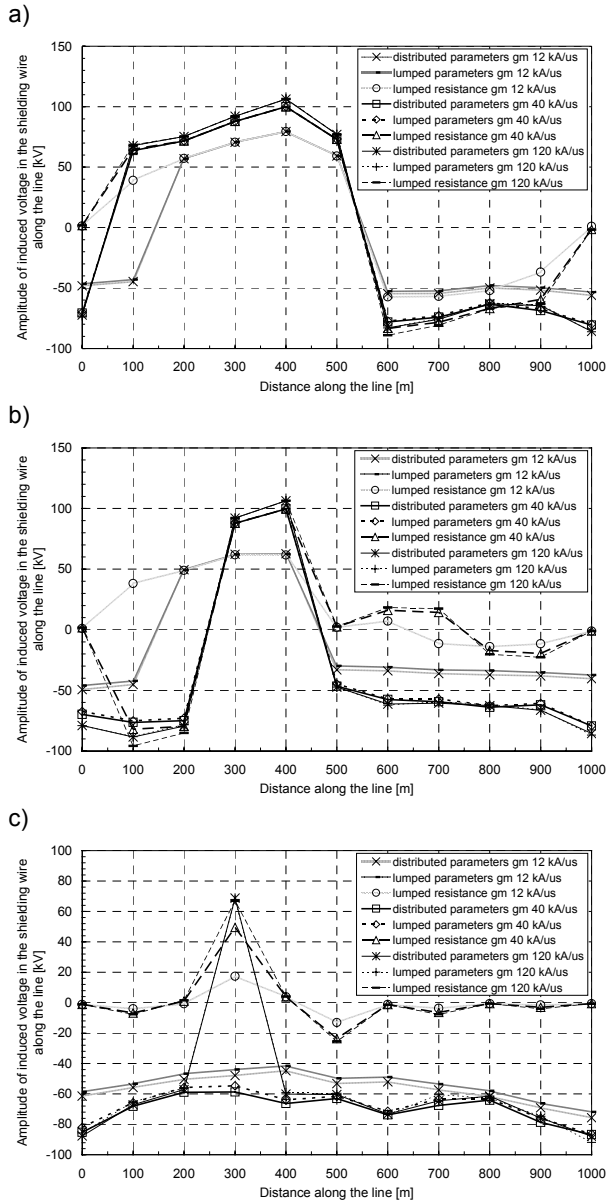 a)
150
100
50
0
-50
-100
0 100 200 300 400 500 600 700 800 900 1000
Distance along the line [m]
Amplitude of induced voltage in the shielding wire
along the line [kV]
distributed parameters gm 12 kA/us
lumped parameters gm 12 kA/us
lumped resistance gm 12 kA/us
distributed parameters gm 40 kA/us
lumped parameters gm 40 kA/us
lumped resistance gm 40 kA/us
distributed parameters gm 120 kA/us
lumped parameters gm 120 kA/us
lumped resistance gm 120 kA/us
b)
150
100
50
0
-50
-100
0 100 200 300 400 500 600 700 800 900 1000
Distance along the line [m]
Amplitude of induced voltage in the shielding wire
along the line [kV]
distributed parameters gm 12 kA/us
lumped parameters gm 12 kA/us
lumped resistance gm 12 kA/us
distributed parameters gm 40 kA/us
lumped parameters gm 40 kA/us
lumped resistance gm 40 kA/us
distributed parameters gm 120 kA/us
lumped parameters gm 120 kA/us
lumped resistance gm 120 kA/us
c)
100
80
60
40
20
0
-20
-40
-60
-80
-100
0 100 200 300 400 500 600 700 800 900 1000
Distance along the line [m]
Amplitude of induced voltage in the shielding wire
along the line [kV]
distributed parameters gm 12 kA/us
lumped parameters gm 12 kA/us
lumped resistance gm 12 kA/us
distributed parameters gm 40 kA/us
lumped parameters gm 40 kA/us
lumped resistance gm 40 kA/us
distributed parameters gm 120 kA/us
lumped parameters gm 120 kA/us
lumped resistance gm 120 kA/us